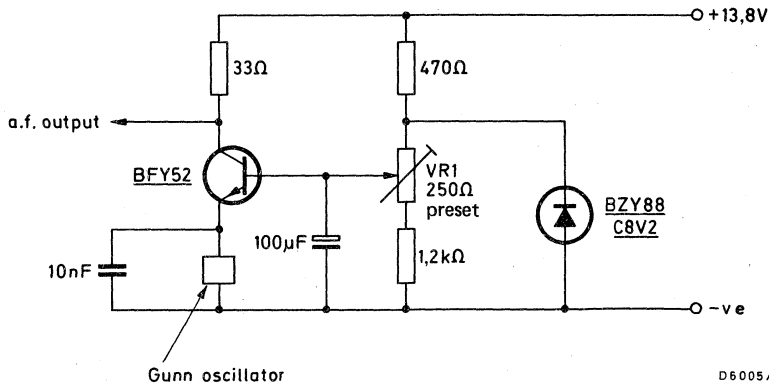 +13,8V
33Ω
470Ω
a.f. output
BFY52
VR1
250Ω
preset
BZY88
C8V2
100μF
10nF
1,2kΩ
-ve
Gunn oscillator
D6005